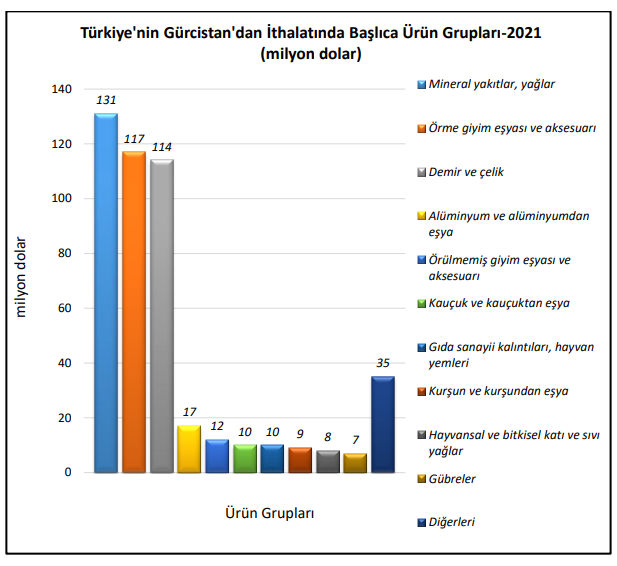 Türkiye'nin Gürcistan'dan İthalatında Başlıca Ürün Grupları-2021
(milyon dolar)
140
120
100
80
60
40
20
0
milyon dolar
131
117
114
17
12
10
10
9
8
7
35
Ürün Grupları
Mineral yakıtlar, yağlar
Örme giyim eşyası ve aksesuarı
Demir ve çelik
Alüminyum ve alüminyumdan
eşya
Örülmemiş giyim eşyası ve
aksesuarı
Kauçuk ve kauçuktan eşya
Gıda sanayii kalıntıları, hayvan
yemleri
Kurşun ve kurşundan eşya
Hayvansal ve bitkisel katı ve sıvı
yağlar
Gübreler
Diğerleri